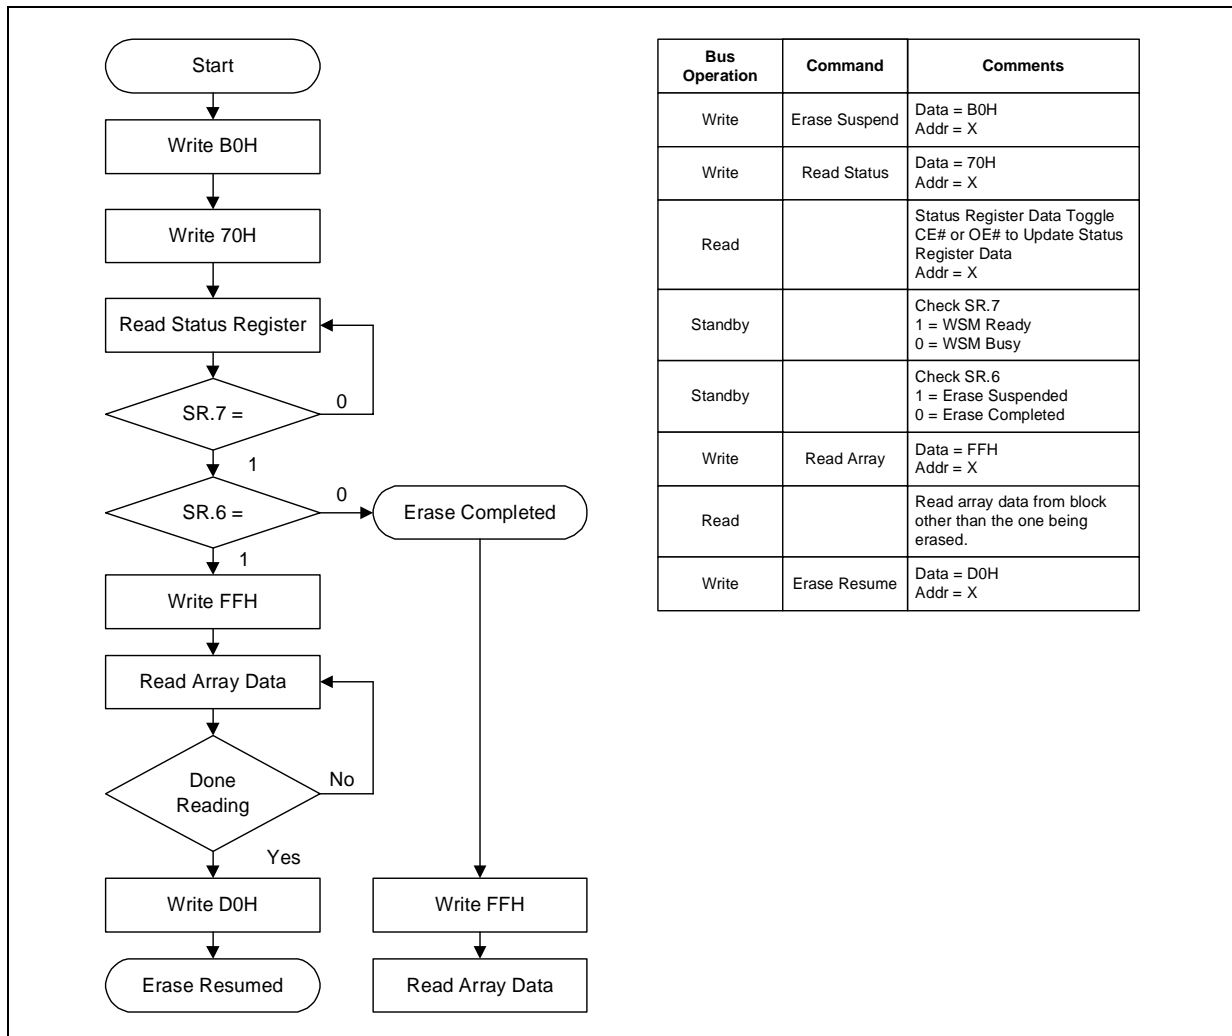 Start
Write B0H
Write 70H
Read Status Register
SR.7 =
0
1
SR.6 =
0
Erase Completed
1
Write FFH
Read Array Data
Done
Reading
No
Yes
Write D0H
Write FFH
Erase Resumed
Read Array Data
Bus
Operation
Command
Comments
Write
Erase Suspend
Data = B0H
Addr = X
Write
Read Status
Data = 70H
Addr = X
Read
Status Register Data Toggle
CE# or OE# to Update Status
Register Data
Addr = X
Standby
Check SR.7
1 = WSM Ready
0 = WSM Busy
Standby
Check SR.6
1 = Erase Suspended
0 = Erase Completed
Write
Read Array
Data = FFH
Addr = X
Read
Read array data from block
other than the one being
erased.
Write
Erase Resume
Data = D0H
Addr = X